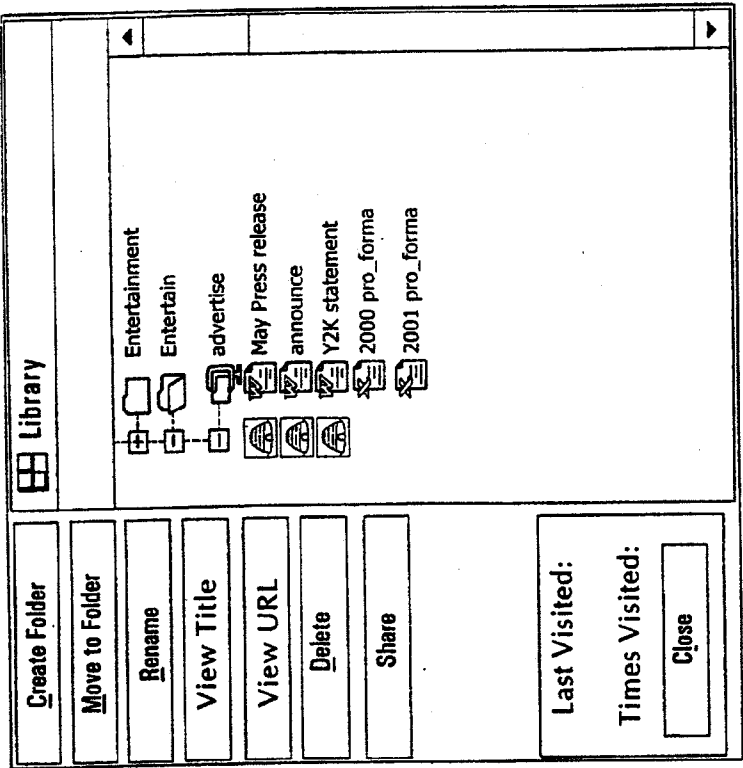 Library
Create Folder
Move to Folder
Rename
View Title
View URL
Delete
Share
Last Visited:
Times Visited:
Close
Entertainment
Entertain
advertise
May Press release
announce
Y2K statement
2000 pro_forma
2001 pro_forma